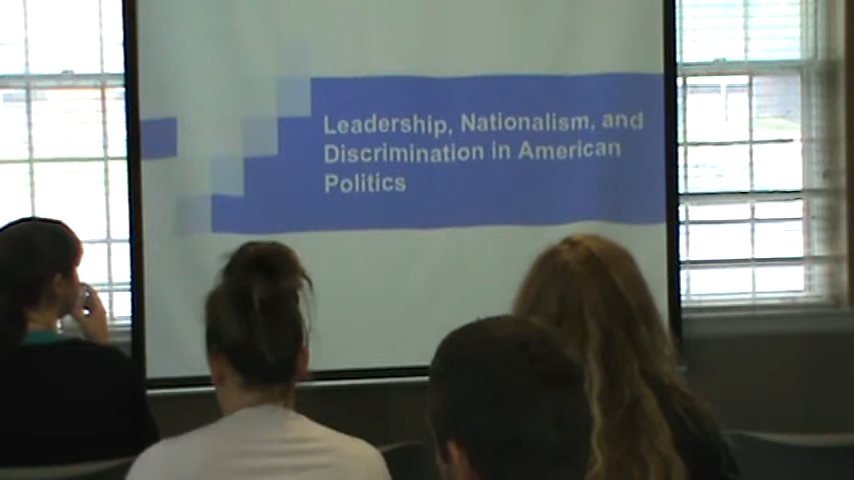 Leadership, Nationalism, and
Discrimination in American
Politics